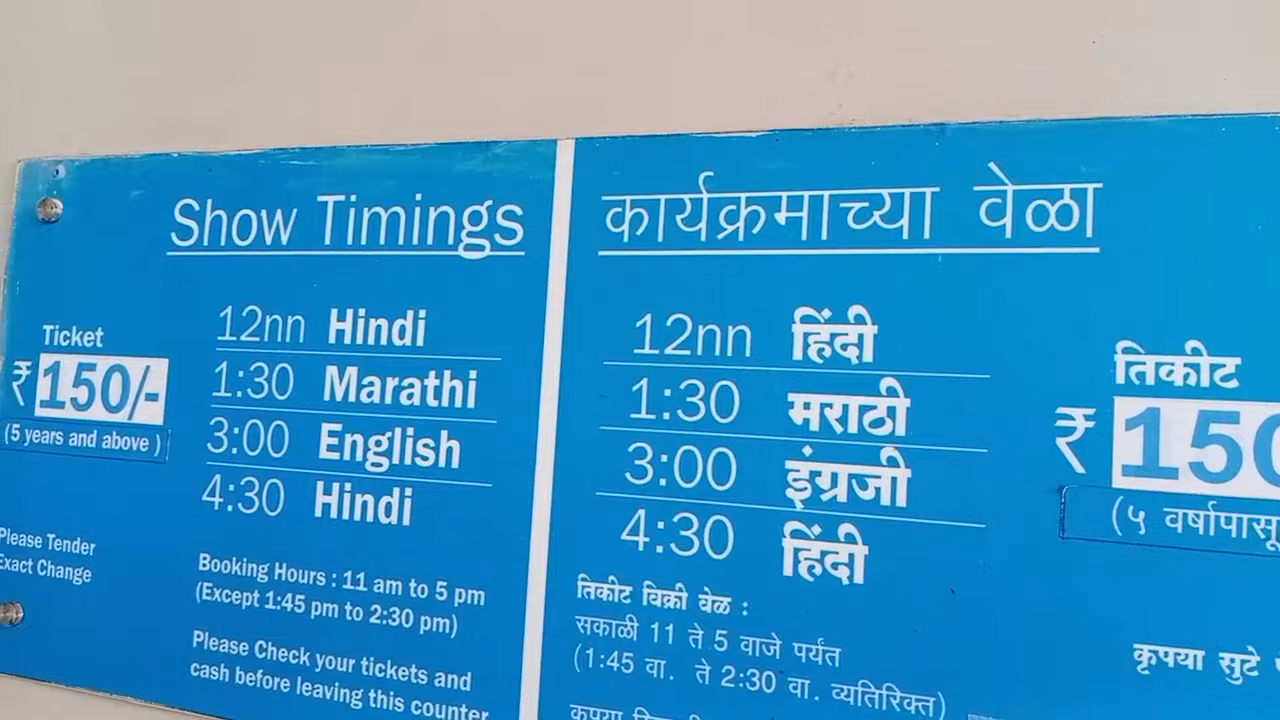 Show Timings
Ticket
₹ 150/-
(5 years and above )
12nn Hindi
1:30 Marathi
3:00 English
4:30 Hindi
Please Tender
Exact Change
Booking Hours : 11 am to 5 pm
(Except 1:45 pm to 2:30 pm)
Please Check your tickets and
cash before leaving this counter
कार्यक्रमाच्या वेळा
12nn हिंदी
1:30 मराठी
3:00 इंग्रजी
4:30 हिंदी
तिकीट विक्री वेळ :
सकाळी 11 ते 5 वाजे पर्यंत
(1:45 वा. ते 2:30 वा. व्यतिरिक्त)
तिकीट
₹ 150
(५ वर्षापासू
कृपया सुटे